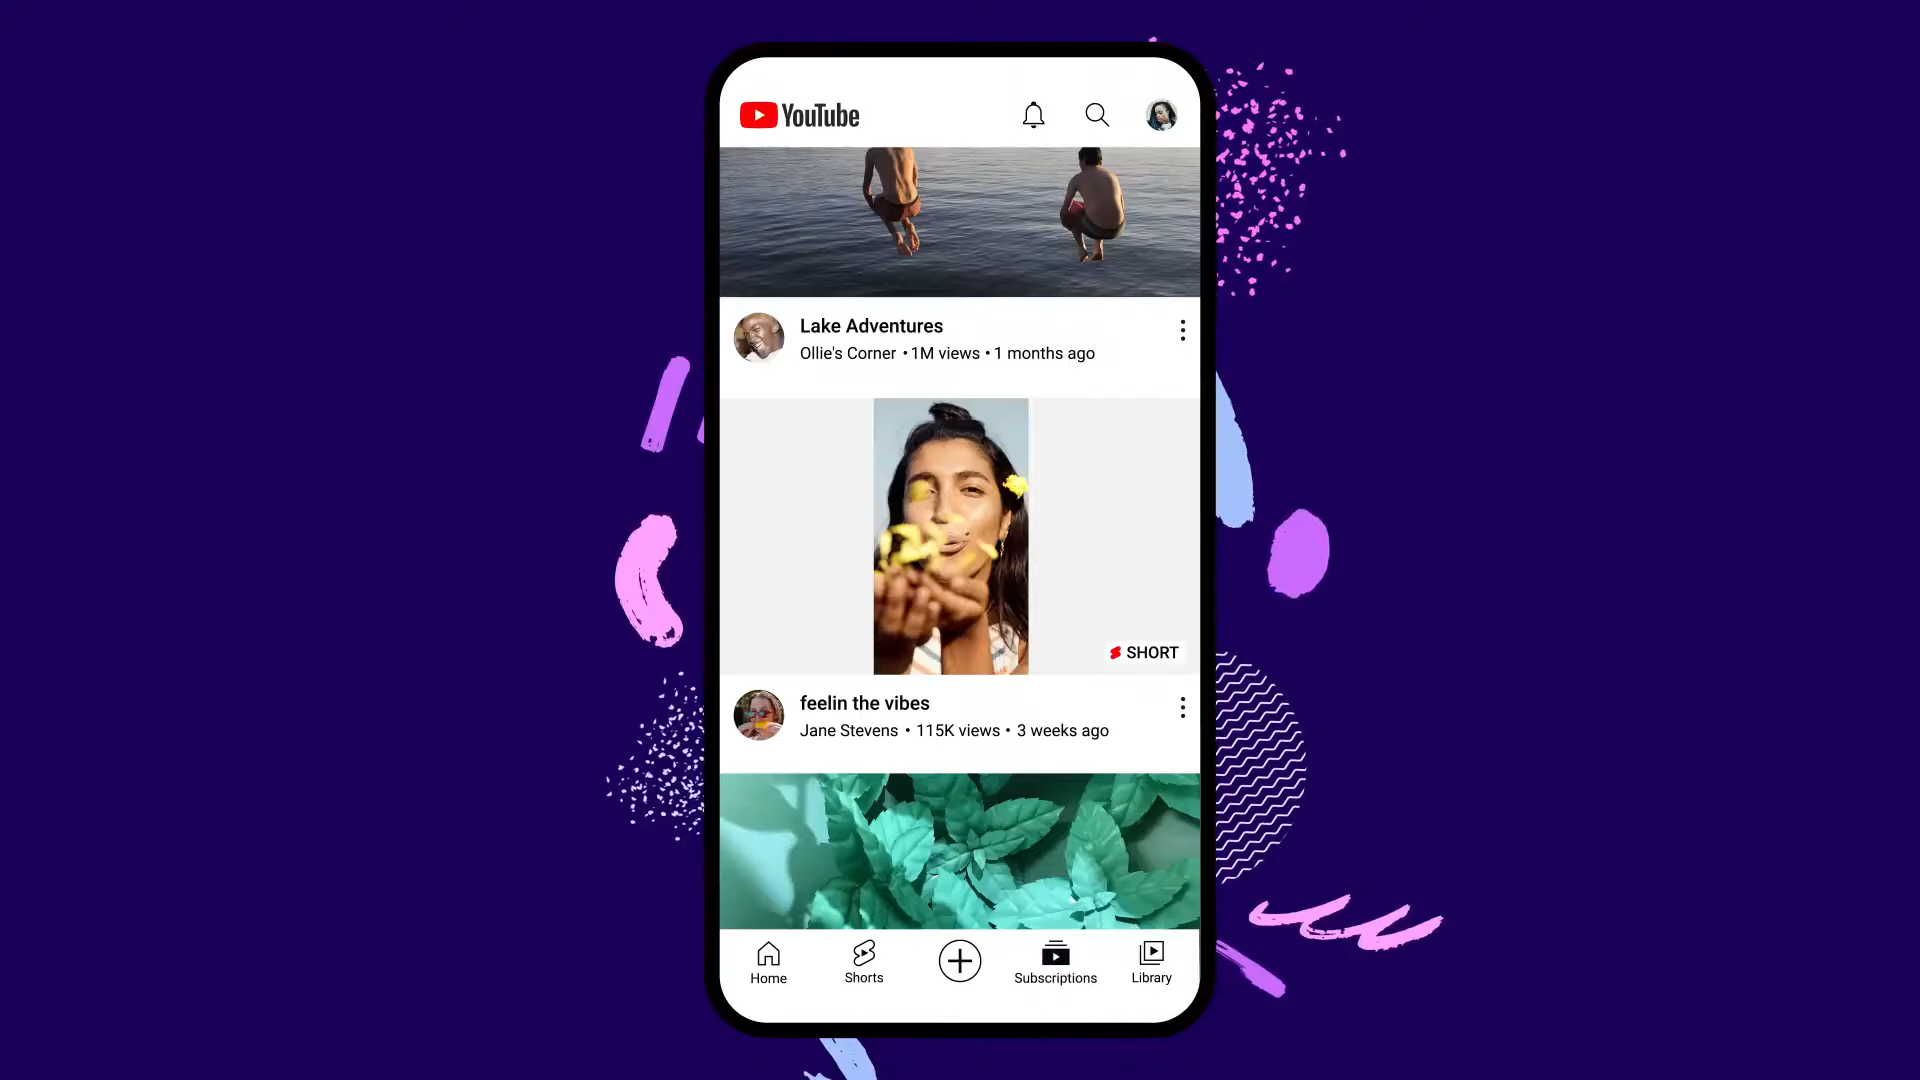 YouTube
Lake Adventures
Ollie's Corner • 1M views • 1 months ago
SHORT
feelin the vibes
Jane Stevens • 115K views • 3 weeks ago
Home Shorts Subscriptions Library